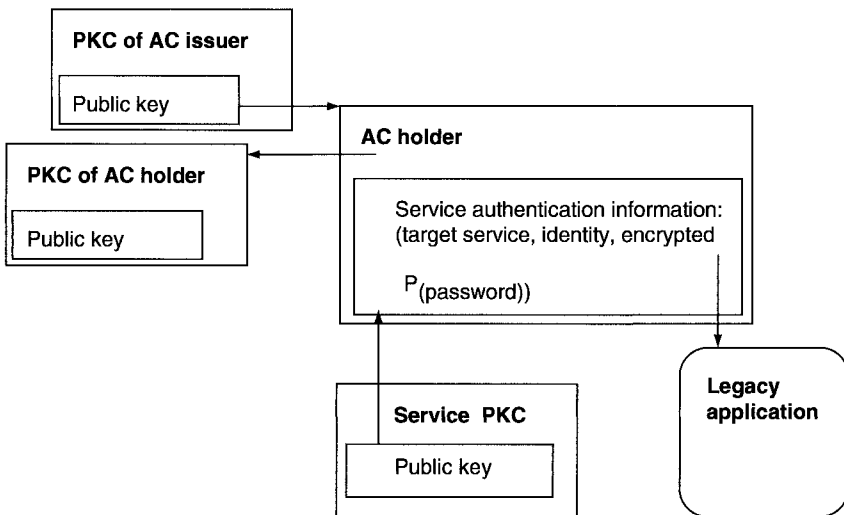 PKC of AC issuer
Public key
AC holder
PKC of AC holder
Public key
Service authentication information:
(target service, identity, encrypted
P(password))
Service PKC
Public key
Legacy
application